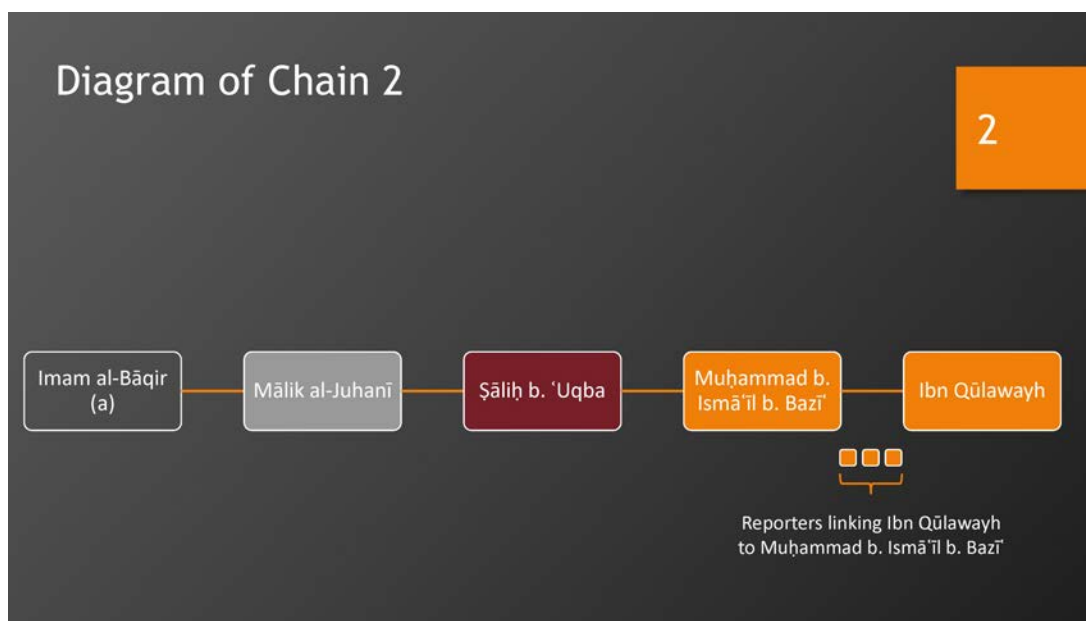 Diagram of Chain 2
2
Imam al-Bāqir
(a)
Mālik al-Juhanī
Ṣāliḥ b. ʿUqba
Muḥammad b.
Ismāʿīl b. Bazīʿ
Ibn Qūlawayh
Reporters linking Ibn Qūlawayh
to Muḥammad b. Ismāʿīl b. Bazīʿ